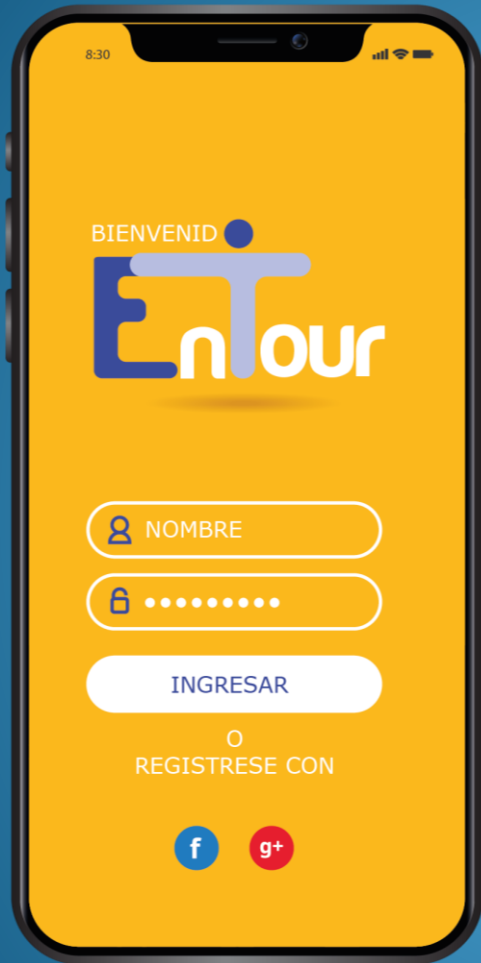 8:30
BIENVENID
EnTour
NOMBRE
INGRESAR
O
REGISTRESE CON
f
g+